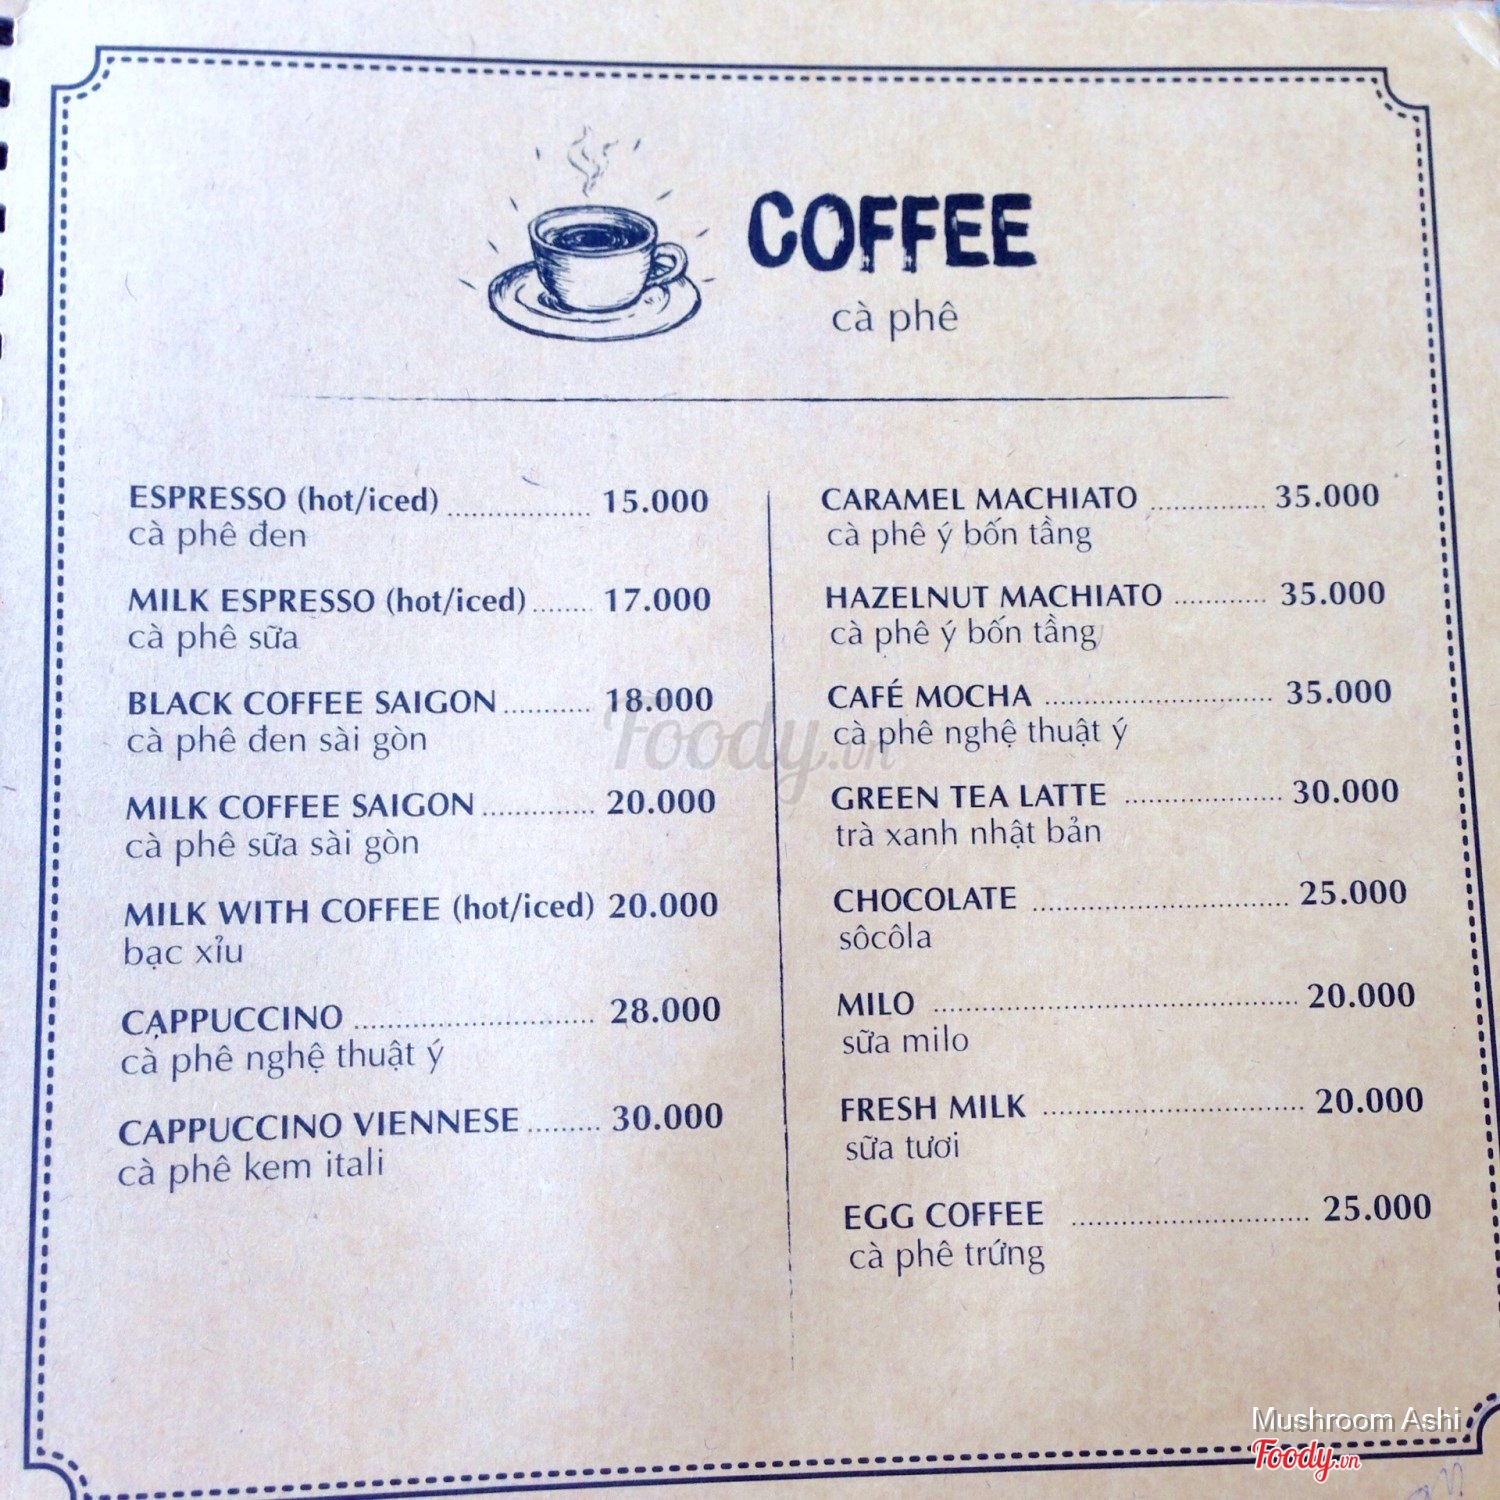 COFFEE
cà phê
ESPRESSO (hot/iced) 15.000
cà phê đen
MILK ESPRESSO (hot/iced) 17.000
cà phê sữa
BLACK COFFEE SAIGON 18.000
cà phê đen sài gòn
MILK COFFEE SAIGON 20.000
cà phê sữa sài gòn
MILK WITH COFFEE (hot/iced) 20.000
bạc xỉu
CAPPUCCINO 28.000
cà phê nghệ thuật ý
CAPPUCCINO VIENNESE 30.000
cà phê kem itali
CARAMEL MACHIATO 35.000
cà phê ý bốn tầng
HAZELNUT MACHIATO 35.000
cà phê ý bốn tầng
CAFÉ MOCHA 35.000
cà phê nghệ thuật ý
GREEN TEA LATTE 30.000
trà xanh nhật bản
CHOCOLATE 25.000
sôcôla
MILO 20.000
sữa milo
FRESH MILK 20.000
sữa tươi
EGG COFFEE 25.000
cà phê trứng
Foody.vn
Mushroom Ashi
Foody.vn